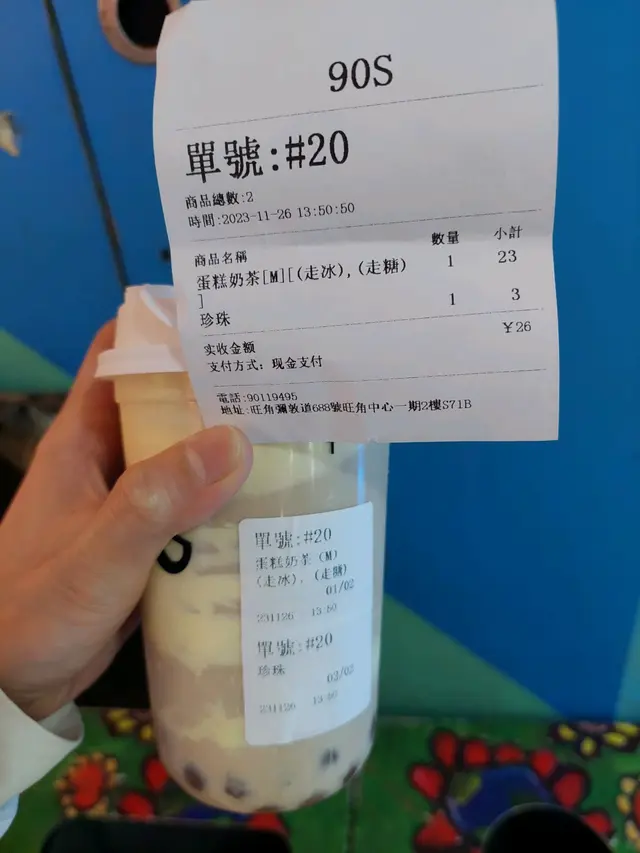 90S
單號:#20
商品總數:2
時間:2023-11-26 13:50:50
商品名稱 數量 小計
蛋糕奶茶[M][(走冰),(走糖) 1 23
]
珍珠 1 3
¥26
实收金额
支付方式: 现金支付
電話:90119495
地址:旺角彌敦道688號旺角中心一期2樓S71B
單號:#20
蛋糕奶茶 (M)
(走冰), (走糖)
01/02
231126 13:50
單號:#20
珍珠
231126 13:50